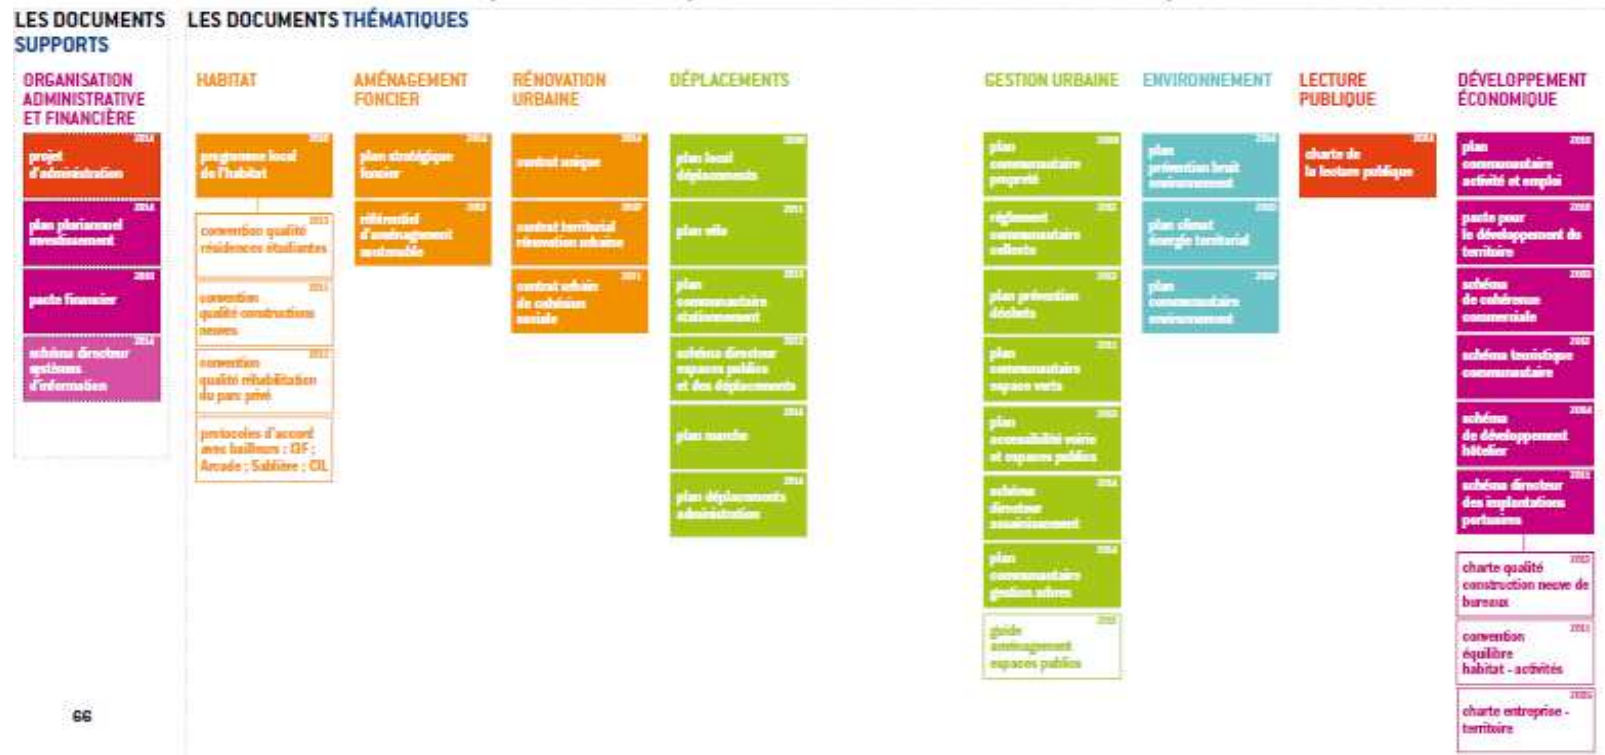 LES DOCUMENTS
SUPPORTS
LES DOCUMENTS THÉMATIQUES
ORGANISATION
ADMINISTRATIVE
ET FINANCIÈRE
projet
d'administration
plan pluriannuel
investissement
pacte financier
schéma directeur
systèmes
d'information
66
HABITAT
programme local
de l'habitat
convention qualité
résidences étudiantes
convention
qualité constructions
neuves
convention
qualité réhabilitation
du parc privé
protocoles d'accord
avec bailleurs : I3F ;
Arcade ; Sablière ; CIL
AMÉNAGEMENT
FONCIER
plan stratégique
foncier
référentiel
d'aménagement
soutenable
RÉNOVATION
URBAINE
contrat unique
contrat territorial
rénovation urbaine
contrat urbain
de cohésion
sociale
DÉPLACEMENTS
plan local
déplacements
plan vélo
2011
plan
communautaire
stationnement
schéma directeur
espaces publics
et des déplacements
plan marche
plan déplacements
administration
GESTION URBAINE
plan
communautaire
propreté
règlement
communautaire
collecte
plan prévention
déchets
plan
communautaire
espace verts
plan
accessibilité voirie
et espaces publics
schéma
directeur
assainissement
plan
communautaire
gestion arbres
guide
aménagement
espaces publics
ENVIRONNEMENT
plan
prévention bruit
environnement
plan climat
énergie territorial
plan
communautaire
environnement
LECTURE
PUBLIQUE
charte de
la lecture publique
DÉVELOPPEMENT
ÉCONOMIQUE
plan
communautaire
activité et emploi
pacte pour
le développement du
territoire
schéma
de cohérence
commerciale
schéma touristique
communautaire
schéma
de développement
hôtelier
schéma directeur
des implantations
portuaires
charte qualité
construction neuve de
bureaux
convention
équilibre
habitat - activités
charte entreprise -
territoire